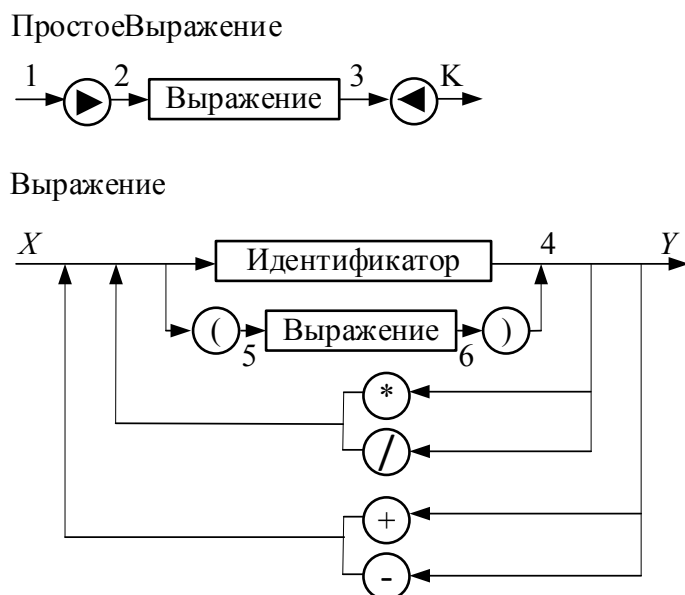 ПростоеВыражение
1 2 Выражение 3 К
Выражение
X Идентификатор 4 Y
( Выражение )
5 6
*
/
+
-